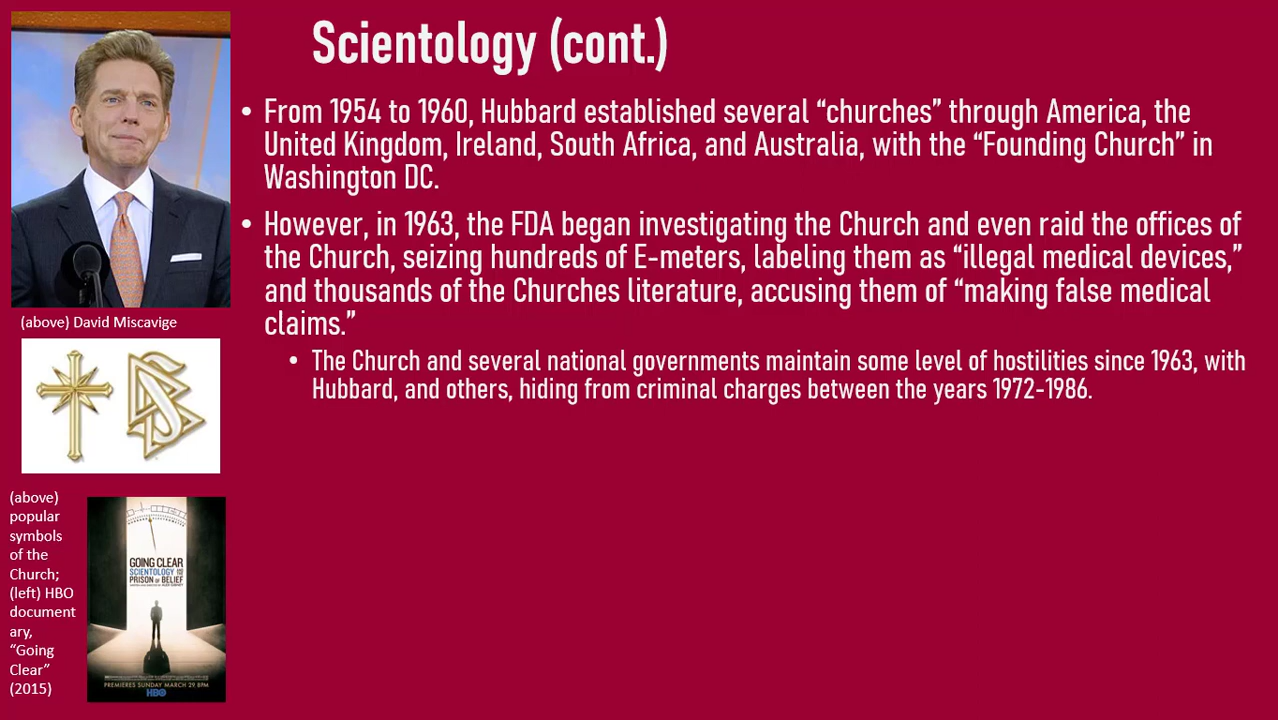 Scientology (cont.)
• From 1954 to 1960, Hubbard established several “churches” through America, the
United Kingdom, Ireland, South Africa, and Australia, with the “Founding Church” in
Washington DC.
• However, in 1963, the FDA began investigating the Church and even raid the offices of
the Church, seizing hundreds of E-meters, labeling them as “illegal medical devices,”
and thousands of the Churches literature, accusing them of “making false medical
claims.”
• The Church and several national governments maintain some level of hostilities since 1963, with
Hubbard, and others, hiding from criminal charges between the years 1972-1986.
(above) David Miscavige
(above)
popular
symbols
of the
Church;
(left) HBO
document
ary,
“Going
Clear”
(2015)
GOING CLEAR
SCIENTOLOGY AND THE
PRISON OF BELIEF
PREMIERES SUNDAY MARCH 29, 8PM
HBO